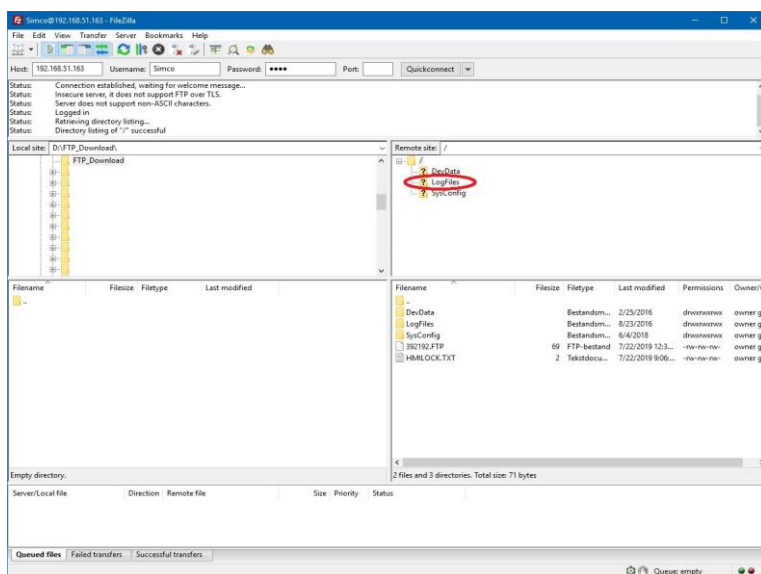 Simco@192.168.51.163 - FileZilla
File Edit View Transfer Server Bookmarks Help
Host: 192.168.51.163 Username: Simco Password: •••• Port: Quickconnect
Status: Connection established, waiting for welcome message...
Status: Insecure server, it does not support FTP over TLS.
Status: Server does not support non-ASCII characters.
Status: Logged in
Status: Retrieving directory listing...
Status: Directory listing of "/" successful
Local site: D:\FTP_Download\ Remote site: /
FTP_Download
/
? DevData
? LogFiles
? SysConfig
Filename Filesize Filetype Last modified
..
Empty directory.
Filename Filesize Filetype Last modified Permissions Owner/
..
DevData Bestandsm... 2/25/2016 drwxrwxrwx owner g
LogFiles Bestandsm... 8/23/2016 drwxrwxrwx owner g
SysConfig Bestandsm... 6/4/2018 drwxrwxrwx owner g
392192.FTP 69 FTP-bestand 7/22/2019 12:3... -rw-rw-rw- owner g
HMILOCK.TXT 2 Tekstdocu... 7/22/2019 9:06:... -rw-rw-rw- owner g
2 files and 3 directories. Total size: 71 bytes
Server/Local file Direction Remote file Size Priority Status
Queued files Failed transfers Successful transfers
Queue: empty